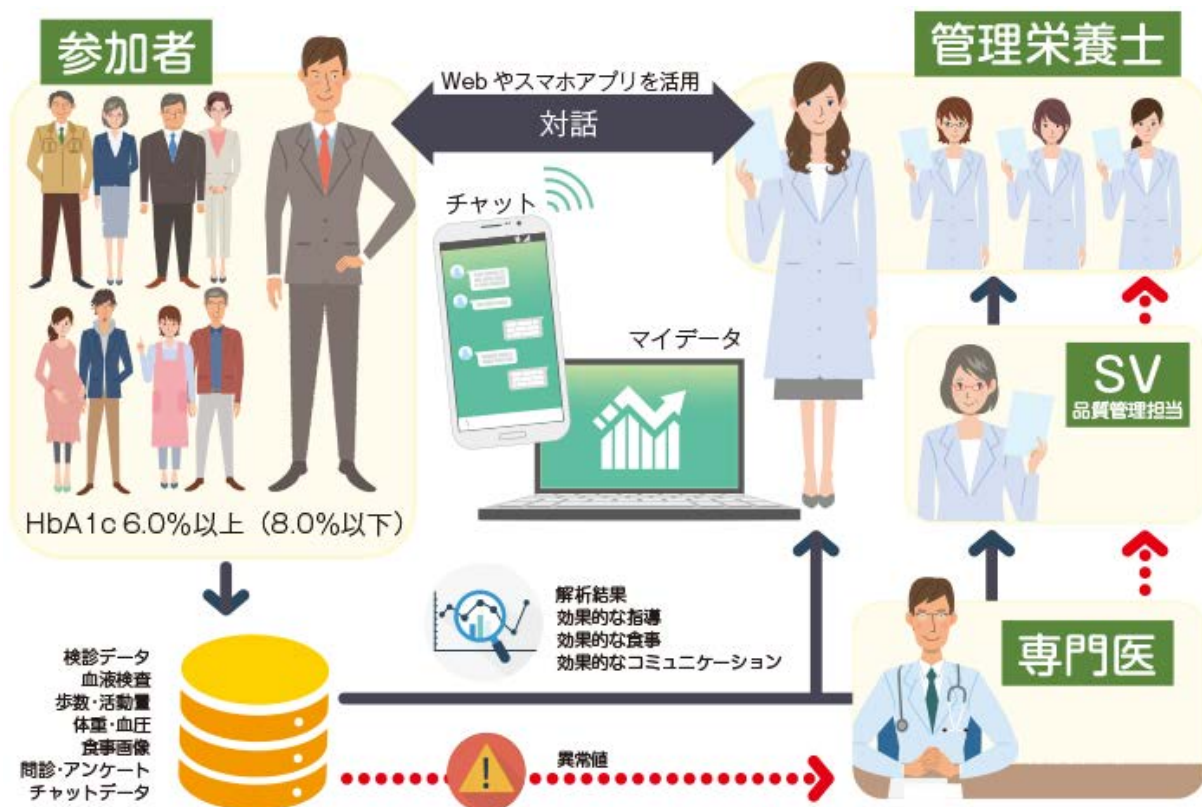 参加者
管理栄養士
Webやスマホアプリを活用
対話
チャット
マイデータ
SV
品質管理担当
HbA1c 6.0%以上（8.0%以下）
解析結果
効果的な指導
効果的な食事
効果的なコミュニケーション
専門医
検診データ
血液検査
歩数・活動量
体重・血圧
食事画像
問診・アンケート
チャットデータ
異常値